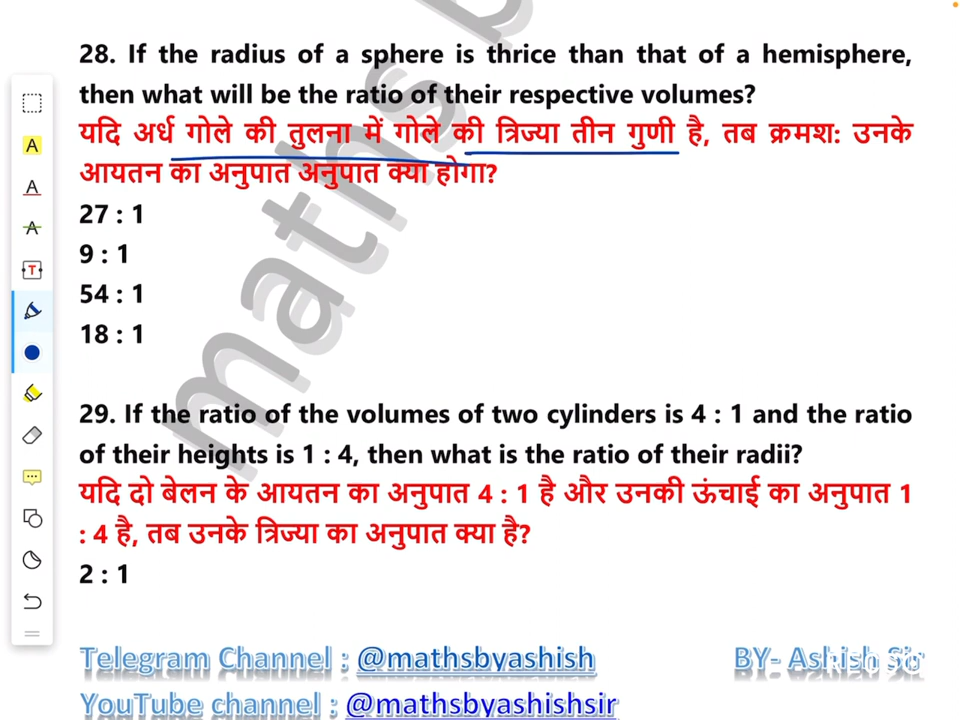 28. If the radius of a sphere is thrice than that of a hemisphere,
then what will be the ratio of their respective volumes?
यदि अर्ध गोले की तुलना में गोले की त्रिज्या तीन गुणी है, तब क्रमश: उनके
आयतन का अनुपात अनुपात क्या होगा?
27 : 1
9 : 1
54 : 1
18 : 1
29. If the ratio of the volumes of two cylinders is 4 : 1 and the ratio
of their heights is 1 : 4, then what is the ratio of their radii?
यदि दो बेलन के आयतन का अनुपात 4 : 1 है और उनकी ऊंचाई का अनुपात 1
: 4 है, तब उनके त्रिज्या का अनुपात क्या है?
2 : 1
Telegram Channel : @mathsbyashish
BY- Ashish Sir
YouTube channel : @mathsbyashishsir
maths
A
A
A
T